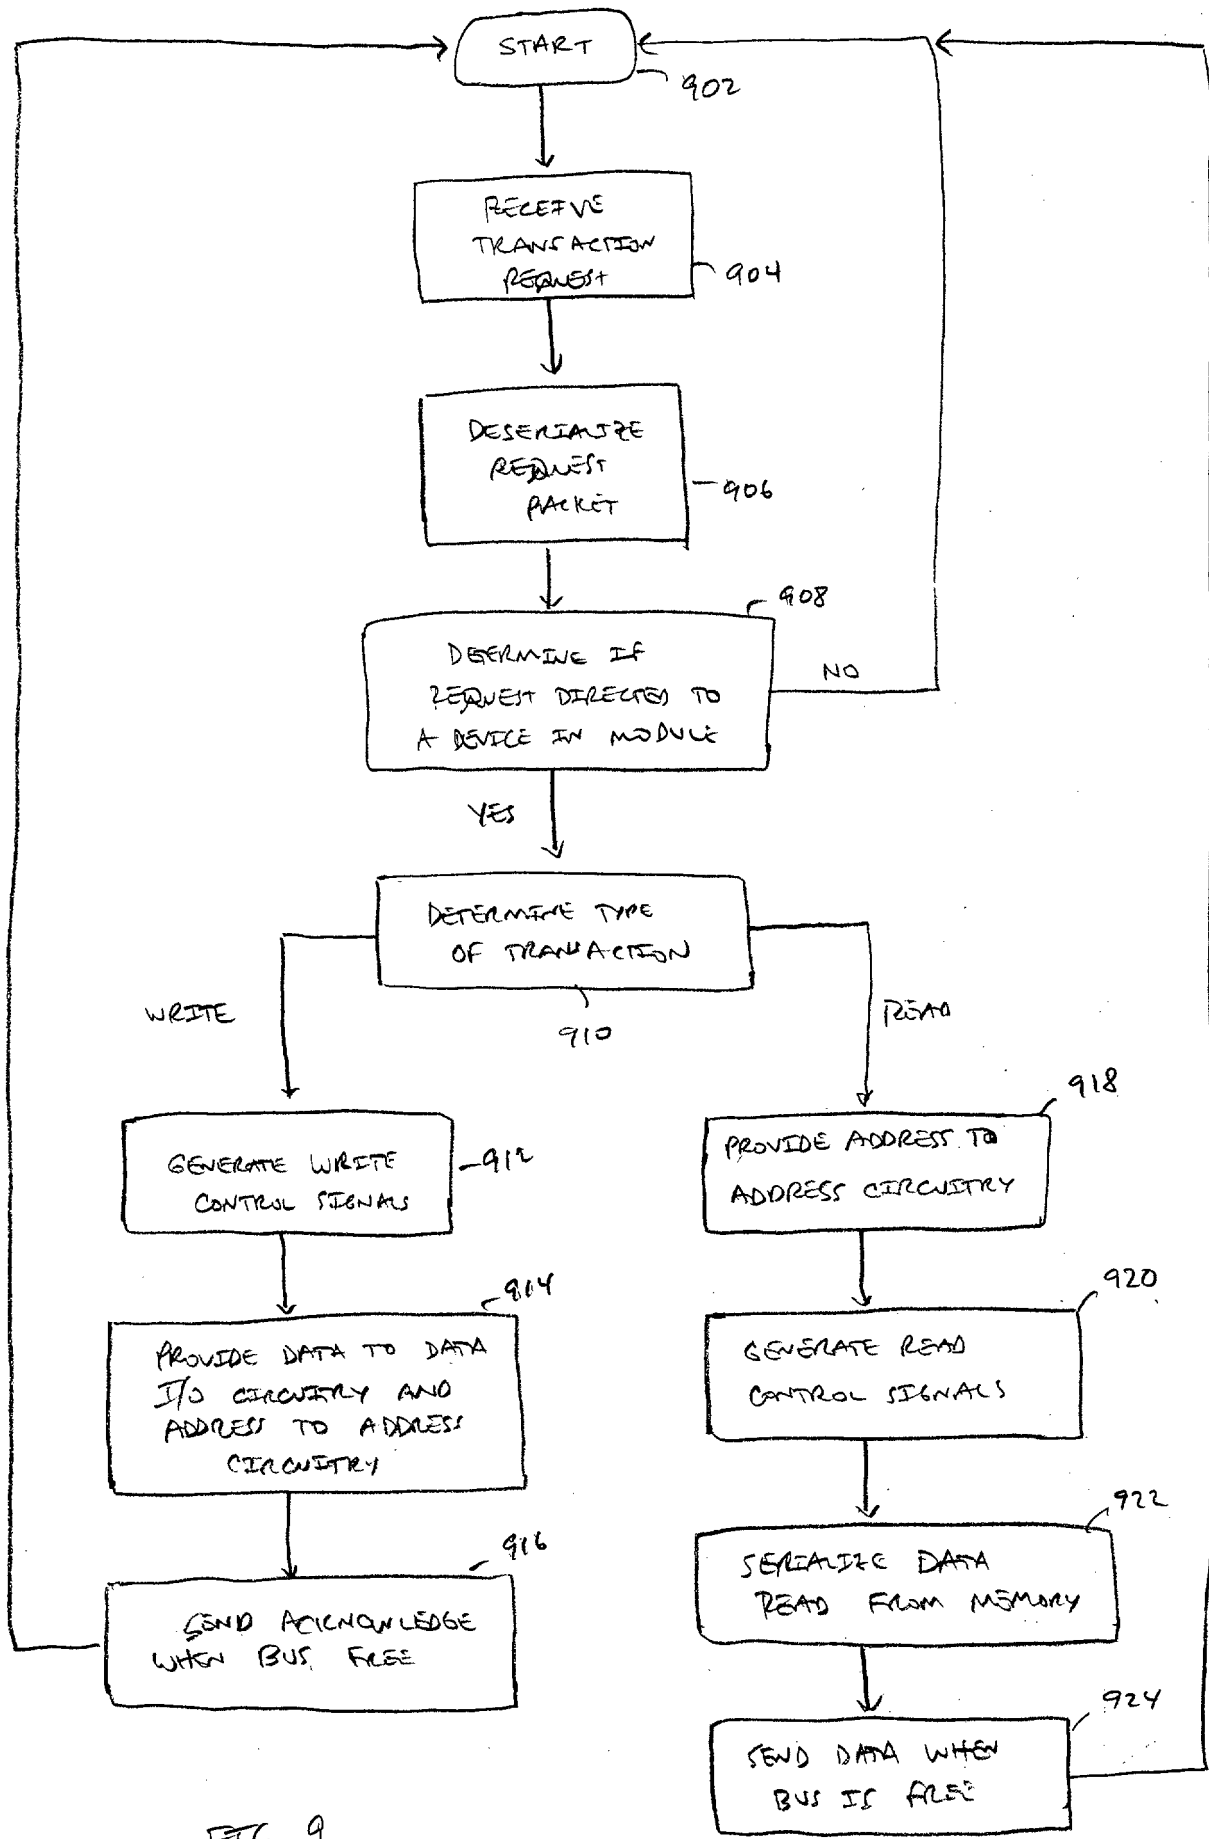 START
902
RECEIVE
TRANSACTION
REQUEST
904
DESERIALIZE
REQUEST
PACKET
906
908
DETERMINE IF
REQUEST DIRECTED TO
A DEVICE IN MODULE
NO
YES
DETERMINE TYPE
OF TRANSACTION
910
WRITE
READ
GENERATE WRITE
CONTROL SIGNALS
912
918
PROVIDE ADDRESS TO
ADDRESS CIRCUITRY
914
PROVIDE DATA TO DATA
I/O CIRCUITRY AND
ADDRESS TO ADDRESS
CIRCUITRY
920
GENERATE READ
CONTROL SIGNALS
916
SEND ACKNOWLEDGE
WHEN BUS FREE
922
SERIALIZE DATA
READ FROM MEMORY
924
SEND DATA WHEN
BUS IS FREE
FIG 9